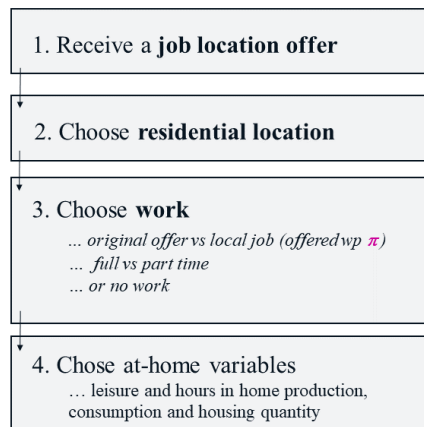 1. Receive a job location offer
2. Choose residential location
3. Choose work
... original offer vs local job (offered wp π)
... full vs part time
... or no work
4. Chose at-home variables
... leisure and hours in home production,
consumption and housing quantity